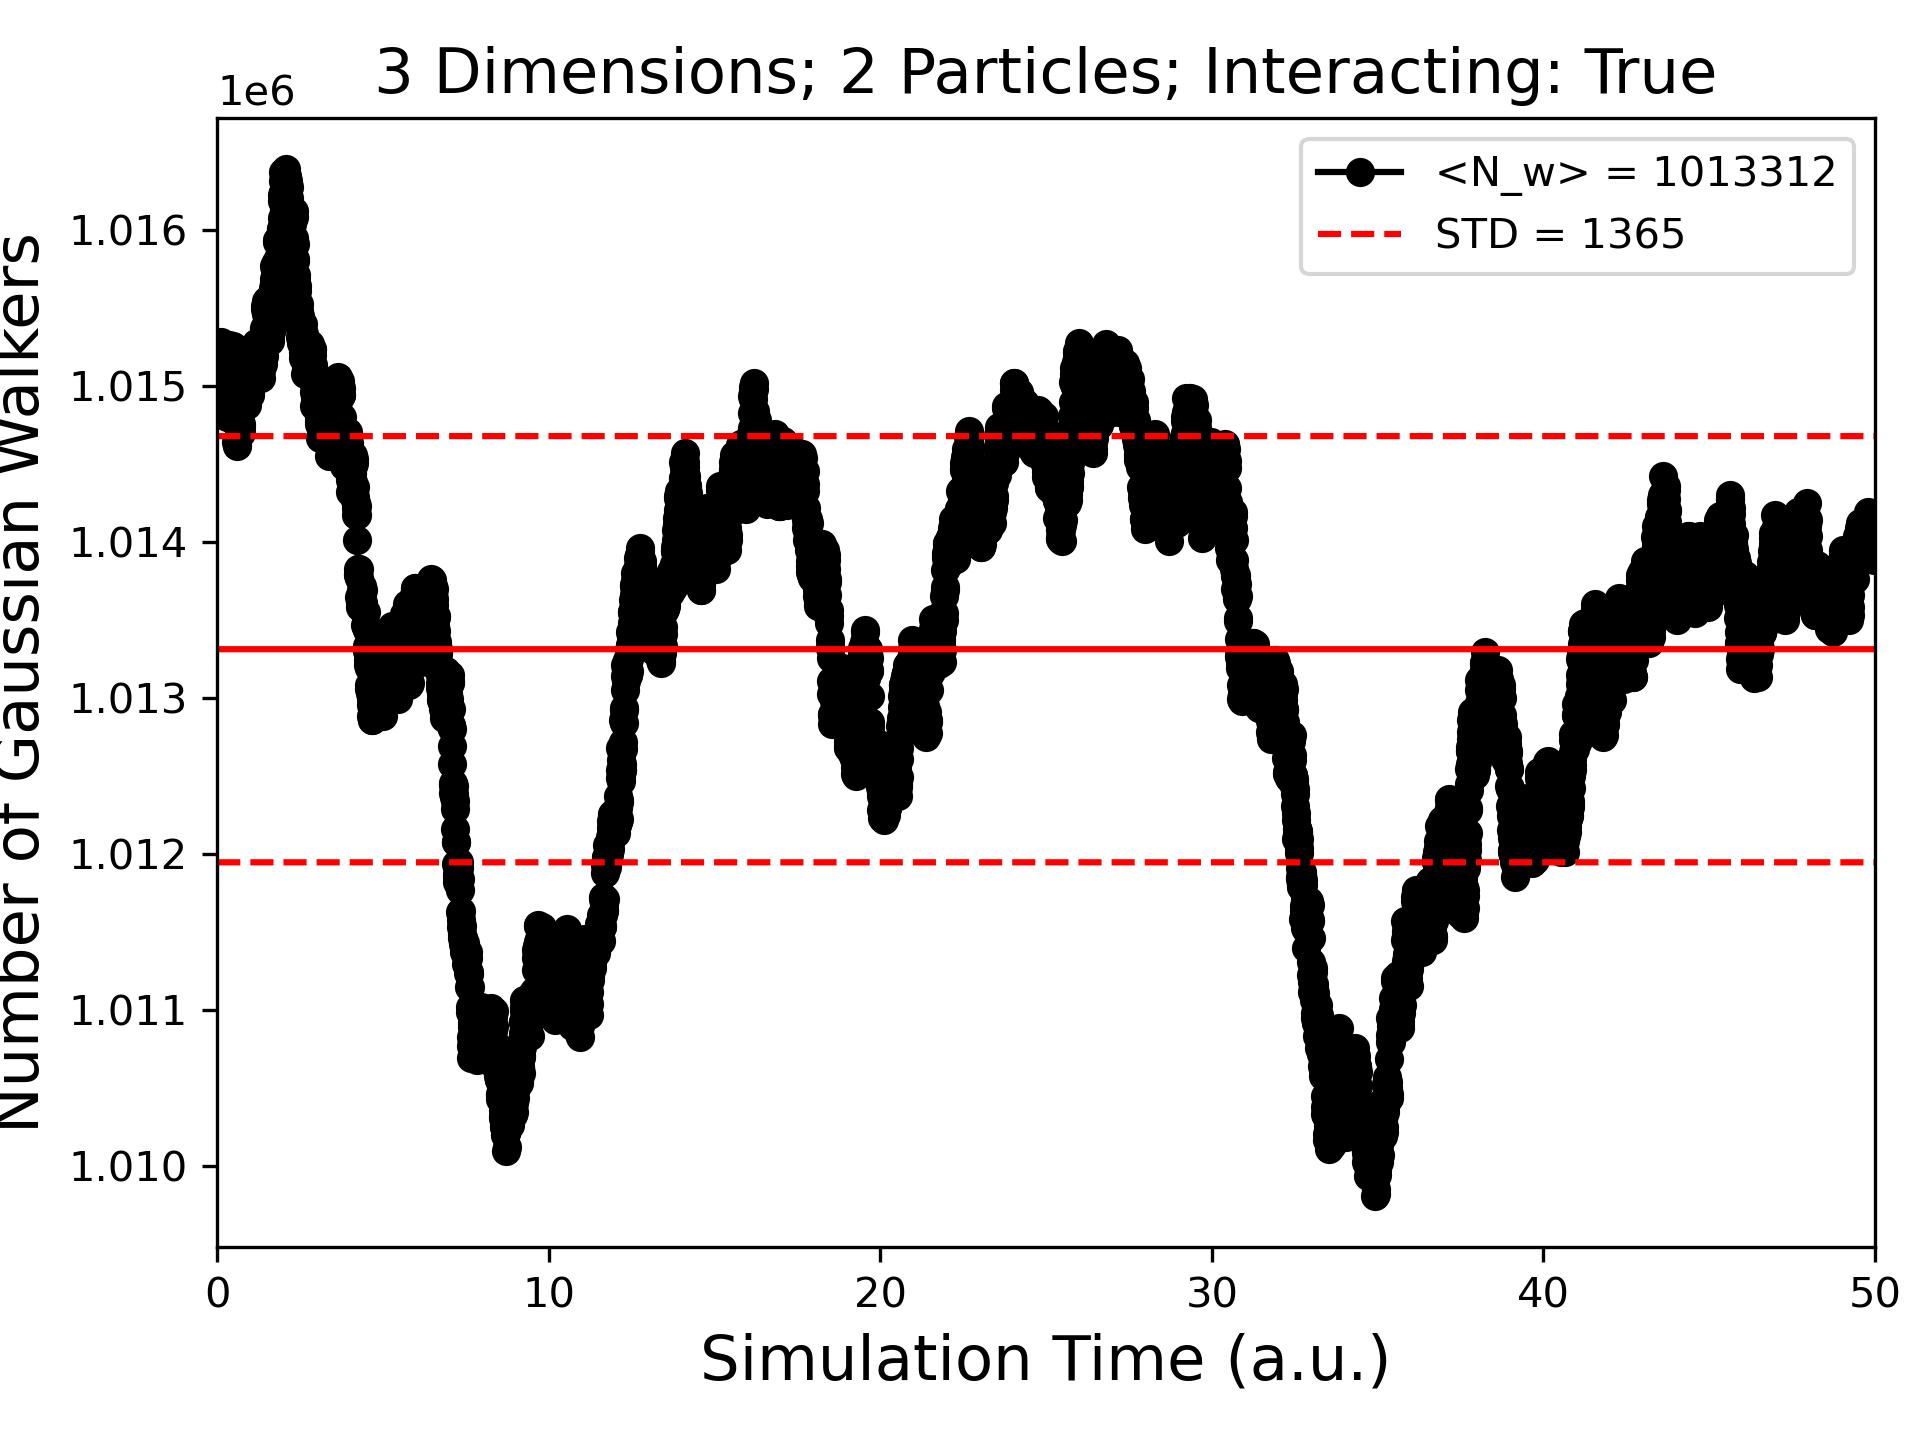 3 Dimensions; 2 Particles; Interacting: True
1e6
<N_w> = 1013312
STD = 1365
Number of Gaussian Walkers
1.016
1.015
1.014
1.013
1.012
1.011
1.010
0 10 20 30 40 50
Simulation Time (a.u.)